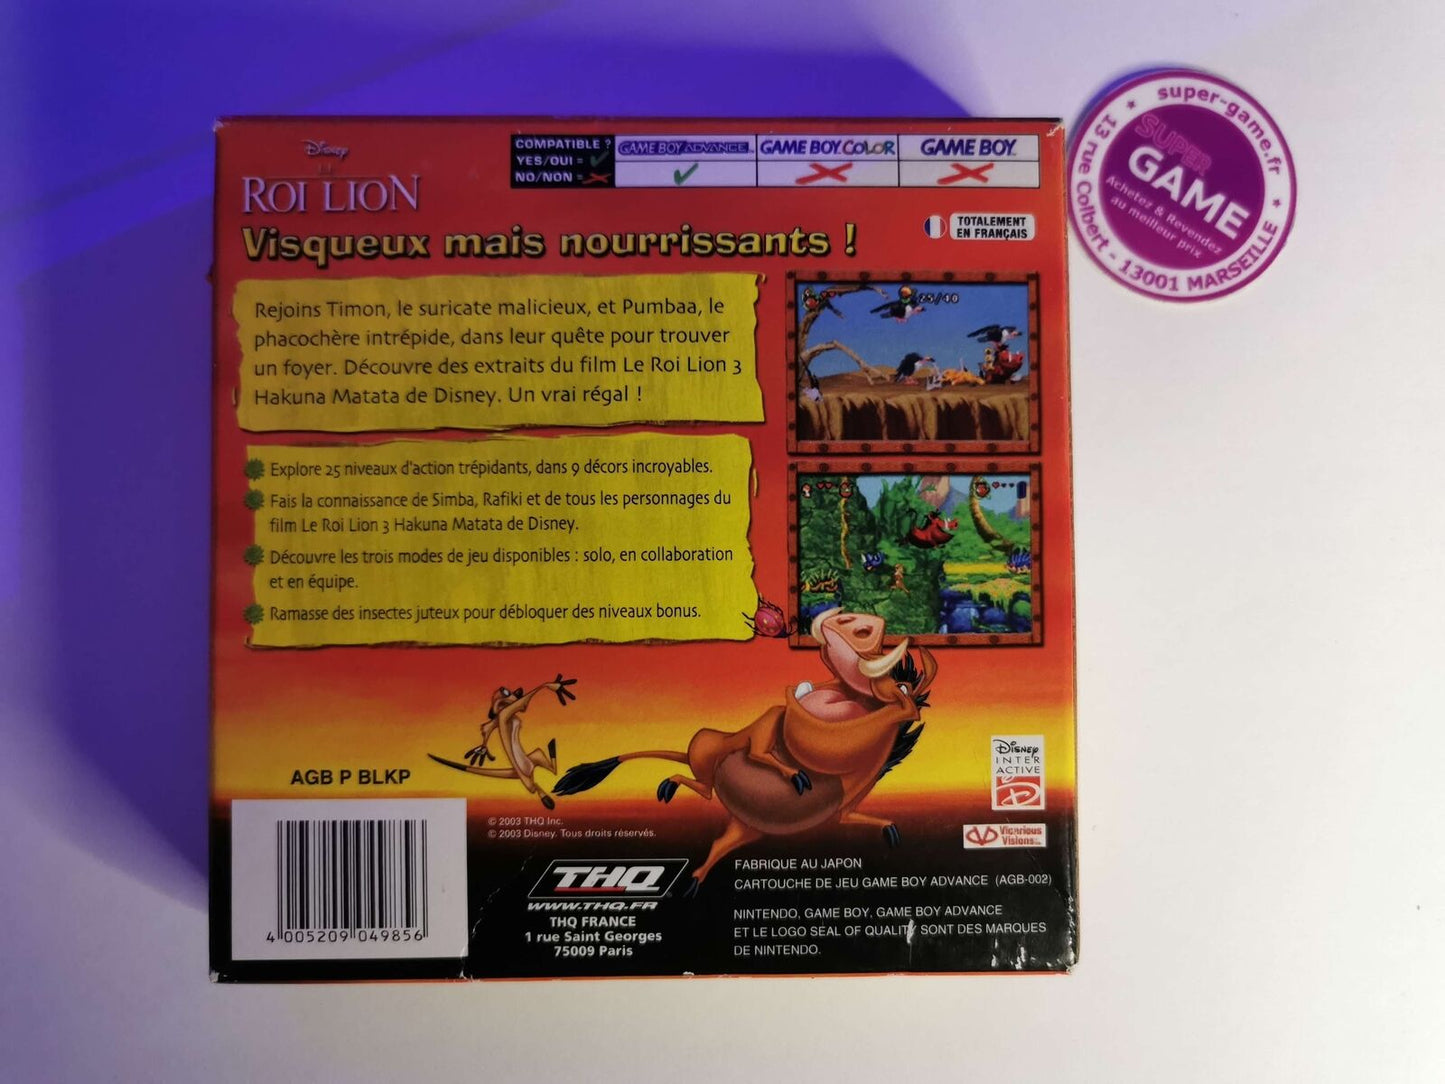 Disney
LE
ROI LION
COMPATIBLE ?
YES/OUI =
NO/NON =
GAME BOY ADVANCE
GAME BOY COLOR
GAME BOY
TOTALEMENT
EN FRANÇAIS
Visqueux mais nourrissants !
Rejoins Timon, le suricate malicieux, et Pumbaa, le
phacochère intrépide, dans leur quête pour trouver
un foyer. Découvre des extraits du film Le Roi Lion 3
Hakuna Matata de Disney. Un vrai régal !
Explore 25 niveaux d'action trépidants, dans 9 décors incroyables.
Fais la connaissance de Simba, Rafiki et de tous les personnages du
film Le Roi Lion 3 Hakuna Matata de Disney.
Découvre les trois modes de jeu disponibles : solo, en collaboration
et en équipe.
Ramasse des insectes juteux pour débloquer des niveaux bonus.
25/40
AGB P BLKP
4 005209 049856
© 2003 THQ Inc.
© 2003 Disney. Tous droits réservés.
THQ
WWW.THQ.FR
THQ FRANCE
1 rue Saint Georges
75009 Paris
Disney
INTER
ACTIVE
Vicarious
Visions
FABRIQUE AU JAPON
CARTOUCHE DE JEU GAME BOY ADVANCE (AGB-002)
NINTENDO, GAME BOY, GAME BOY ADVANCE
ET LE LOGO SEAL OF QUALITY SONT DES MARQUES
DE NINTENDO.
super-game.fr
SUPER
GAME
Achetez & Revendez
au meilleur prix
13 rue Colbert - 13001 MARSEILLE